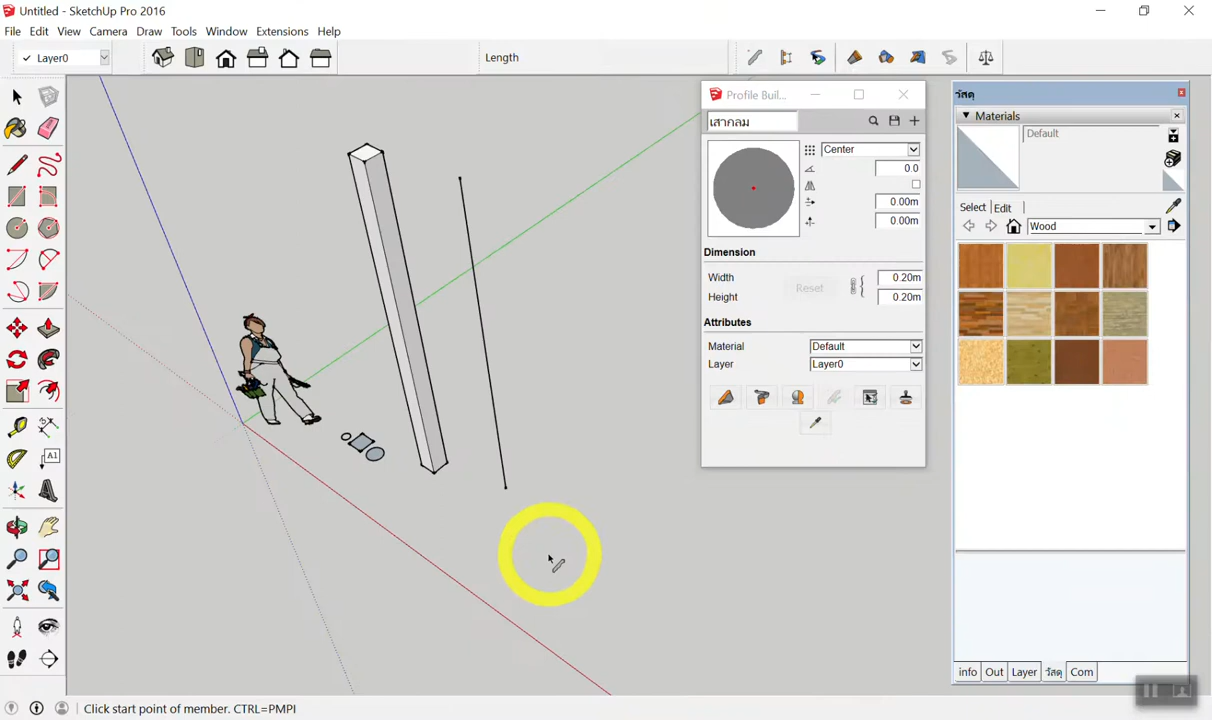 Untitled - SketchUp Pro 2016
File Edit View Camera Draw Tools Window Extensions Help
Layer0
Length
Profile Buil...
เสากลม
Center
0.0
0.00m
0.00m
Dimension
Width 0.20m
Reset
Height 0.20m
Attributes
Material Default
Layer Layer0
วัสดุ
Materials
Default
Select Edit
Wood
A1
info Out Layer วัสดุ Com
Click start point of member. CTRL=PMPI